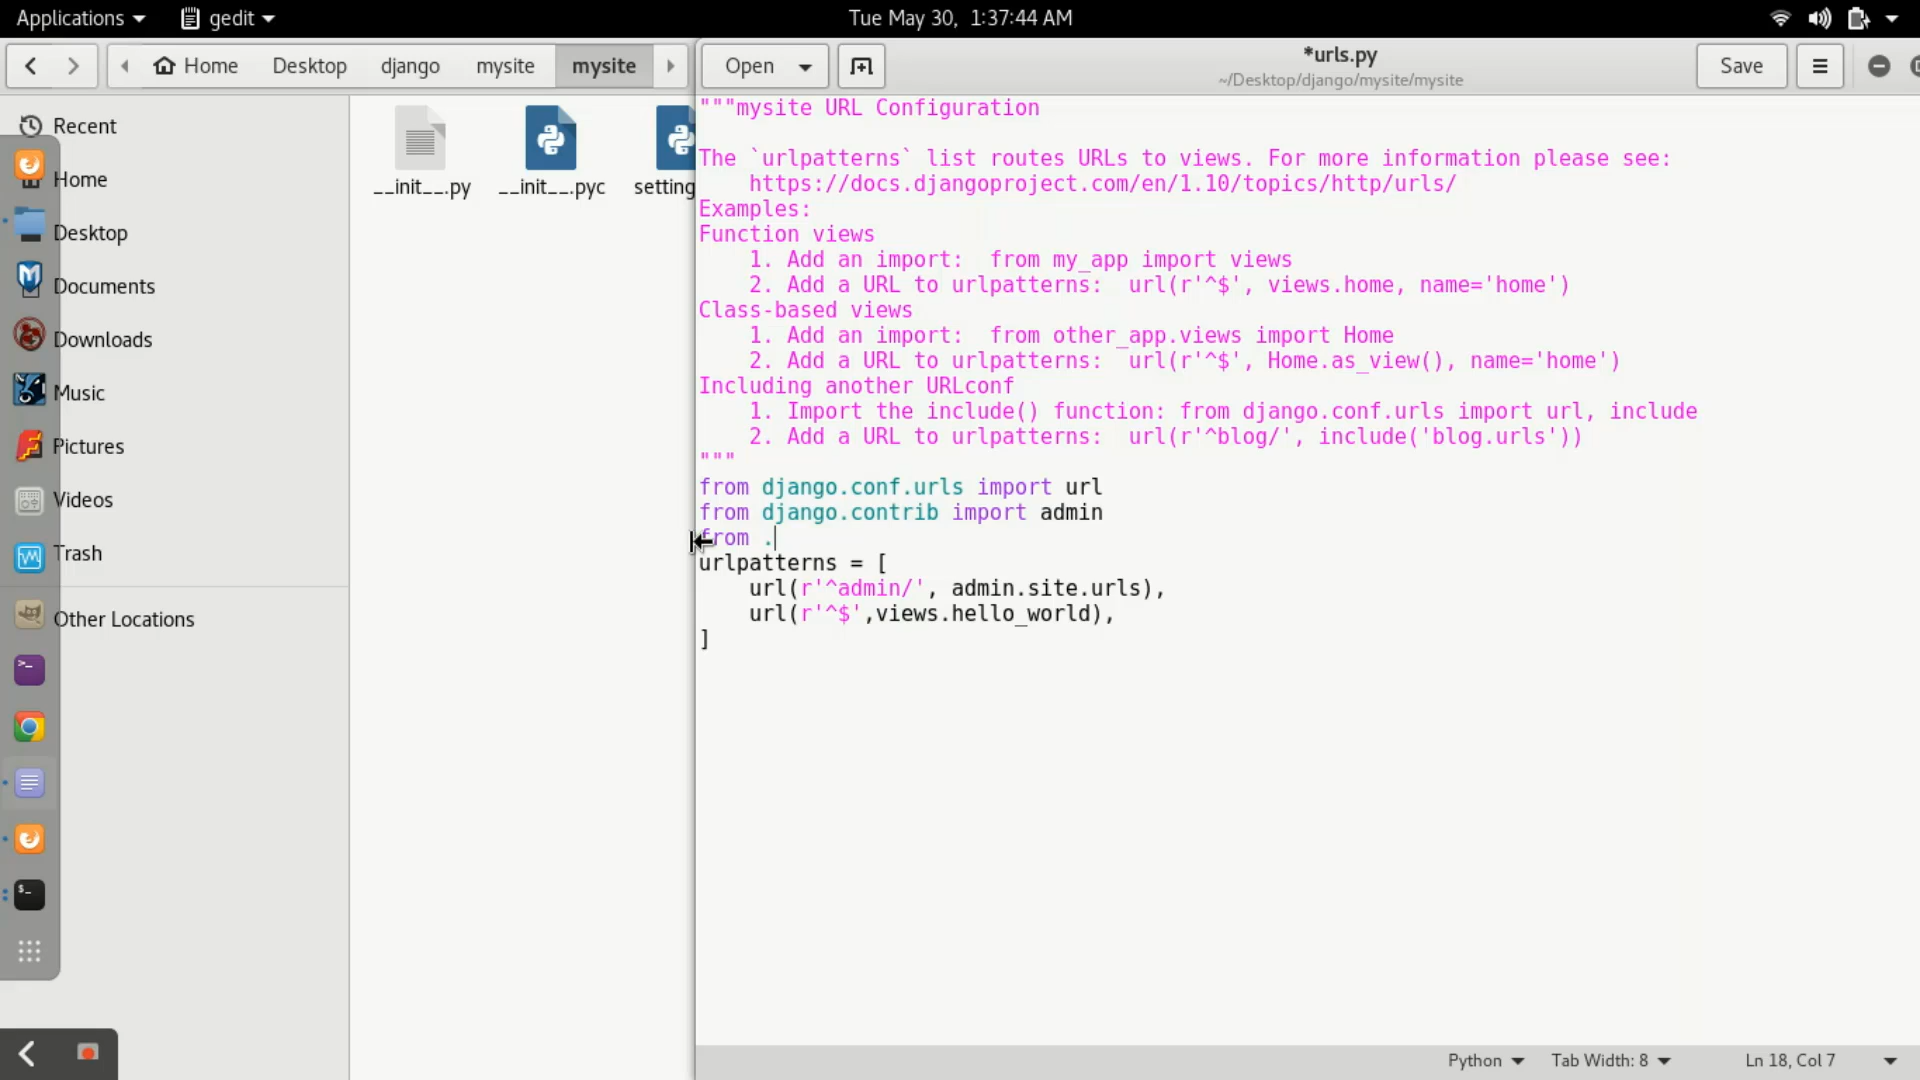 Applications gedit Tue May 30, 1:37:44 AM
Home Desktop django mysite mysite
Open *urls.py Save
~/Desktop/django/mysite/mysite
Recent
Home
Desktop
Documents
Downloads
Music
Pictures
Videos
Trash
Other Locations
__init__.py __init__.pyc setting
"""mysite URL Configuration
The `urlpatterns` list routes URLs to views. For more information please see:
    https://docs.djangoproject.com/en/1.10/topics/http/urls/
Examples:
Function views
    1. Add an import:  from my_app import views
    2. Add a URL to urlpatterns:  url(r'^$', views.home, name='home')
Class-based views
    1. Add an import:  from other_app.views import Home
    2. Add a URL to urlpatterns:  url(r'^$', Home.as_view(), name='home')
Including another URLconf
    1. Import the include() function: from django.conf.urls import url, include
    2. Add a URL to urlpatterns:  url(r'^blog/', include('blog.urls'))
"""
from django.conf.urls import url
from django.contrib import admin
from .
urlpatterns = [
    url(r'^admin/', admin.site.urls),
    url(r'^$',views.hello_world),
]
Python Tab Width: 8 Ln 18, Col 7